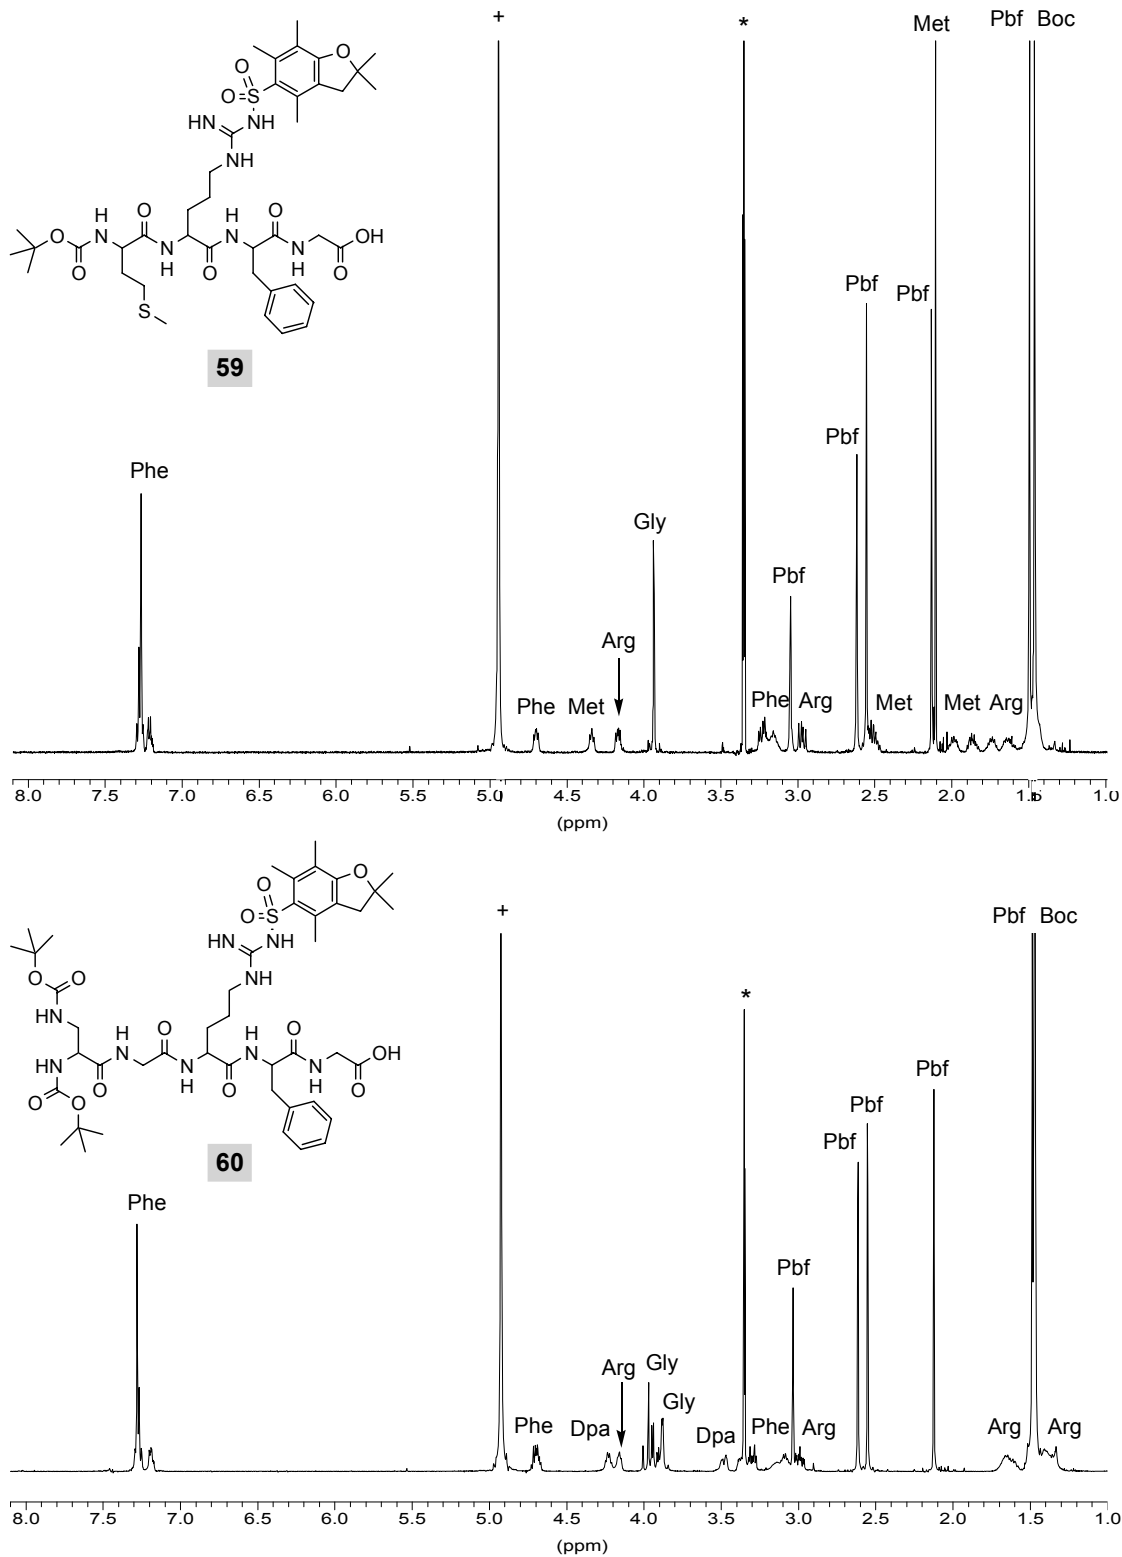 +
*
Met
Pbf Boc
O
O
O=S
HN
NH
NH
H
N
O
H
N
O
O
O
N
H
O
N
H
OH
O
S
59
Phe
Pbf
Pbf
Pbf
Gly
Pbf
Arg
Phe
Met
Phe
Arg
Met
Met
Arg
8.0 7.5 7.0 6.5 6.0 5.5 5.0 4.5 4.0 3.5 3.0 2.5 2.0 1.5 1.0
(ppm)
+
*
Pbf Boc
O
O
O=S
HN
NH
NH
O
O
HN
HN
O
O
H
N
O
O
N
H
H
N
O
O
N
H
OH
O
60
Phe
Pbf
Pbf
Pbf
Pbf
Arg
Gly
Gly
Phe
Dpa
Dpa
Phe
Arg
Arg
Arg
8.0 7.5 7.0 6.5 6.0 5.5 5.0 4.5 4.0 3.5 3.0 2.5 2.0 1.5 1.0
(ppm)